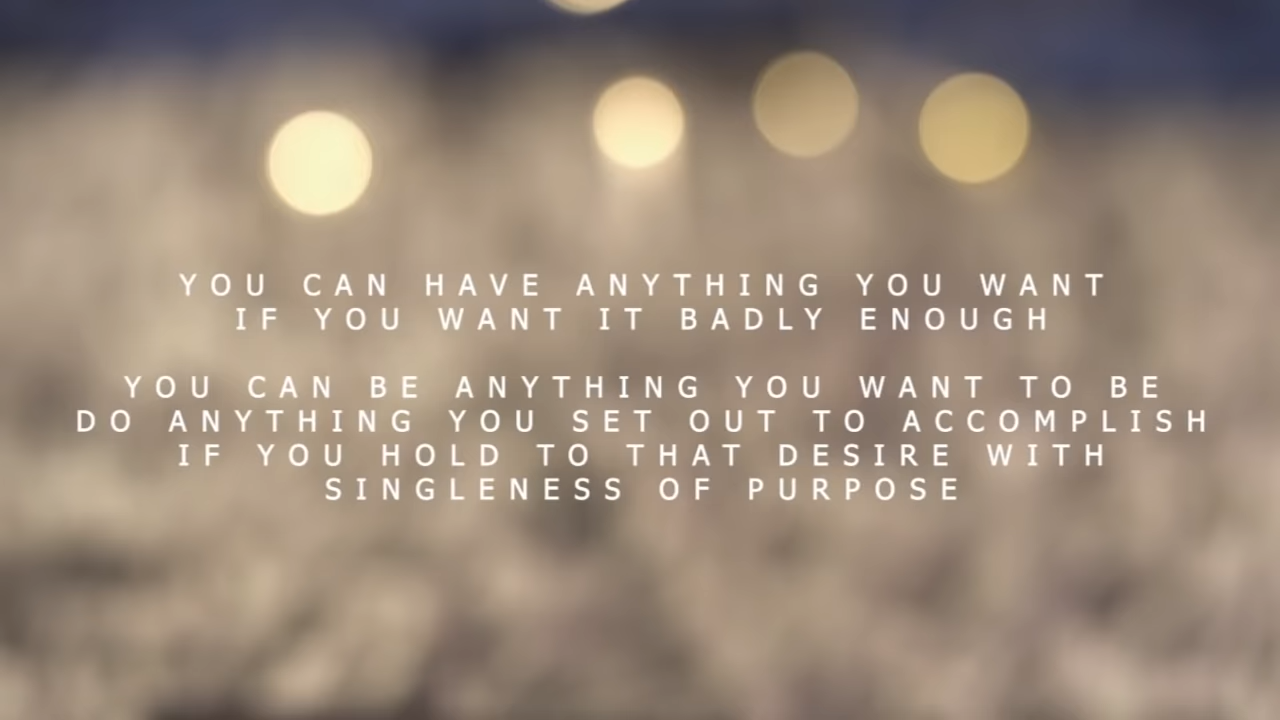 YOU CAN HAVE ANYTHING YOU WANT
IF YOU WANT IT BADLY ENOUGH
YOU CAN BE ANYTHING YOU WANT TO BE
DO ANYTHING YOU SET OUT TO ACCOMPLISH
IF YOU HOLD TO THAT DESIRE WITH
SINGLENESS OF PURPOSE